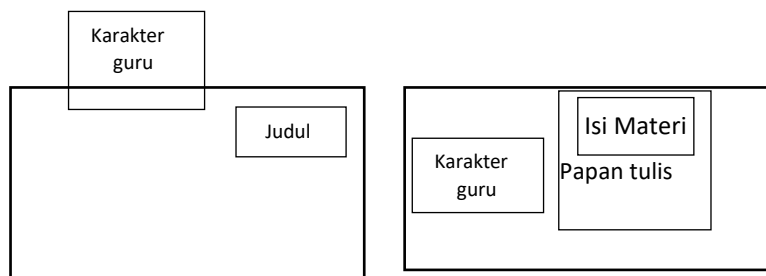 Karakter
guru
Judul
Karakter
guru
Isi Materi
Papan tulis